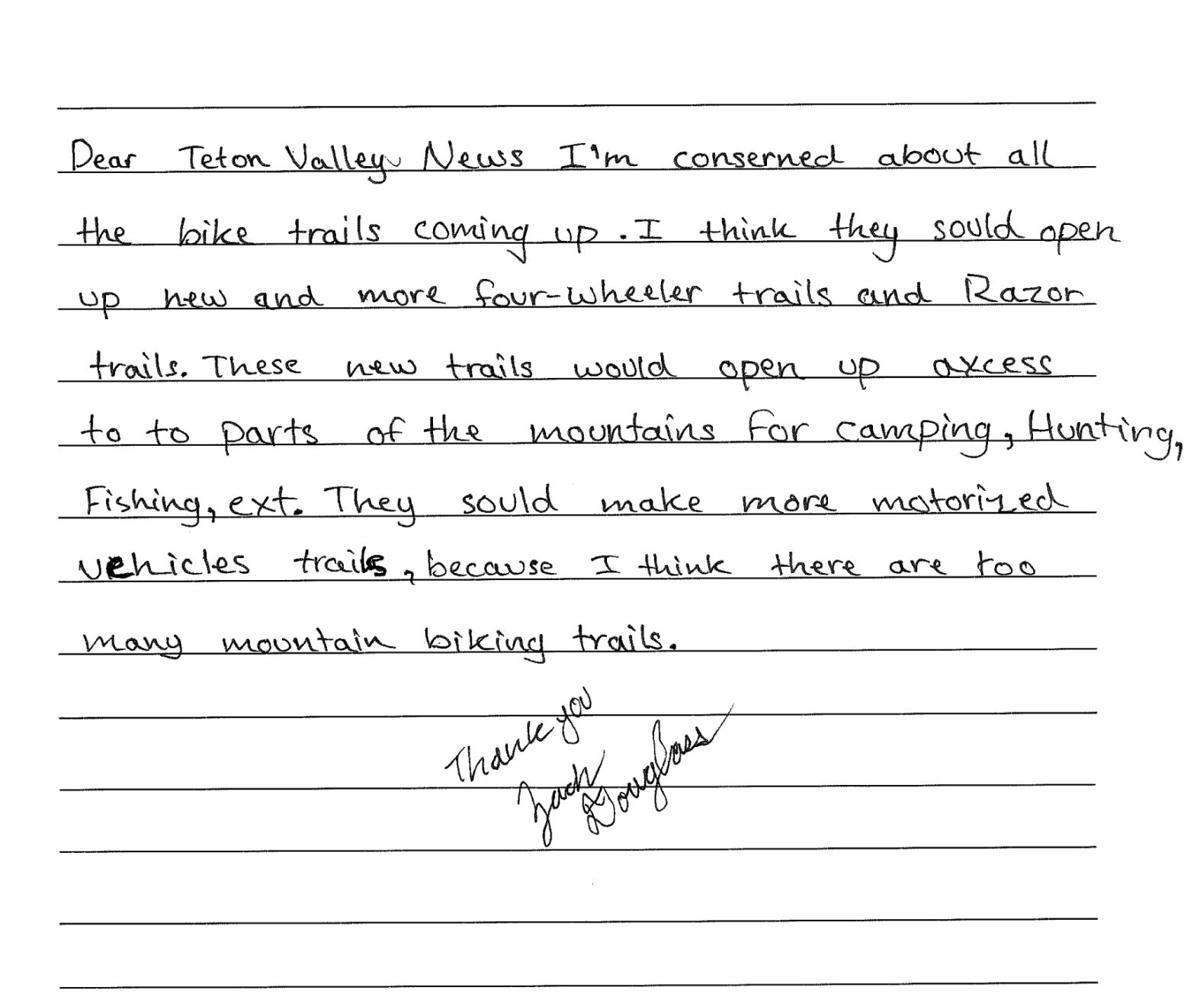 Dear Teton Valley News I'm conserned about all
the bike trails coming up. I think they sould open
up new and more four-wheeler trails and Razor
trails. These new trails would open up axcess
to to parts of the mountains for camping, Hunting,
Fishing, ext. They sould make more motorized
vehicles trails, because I think there are too
many mountain biking trails.
Thank you
Zach
Douglass